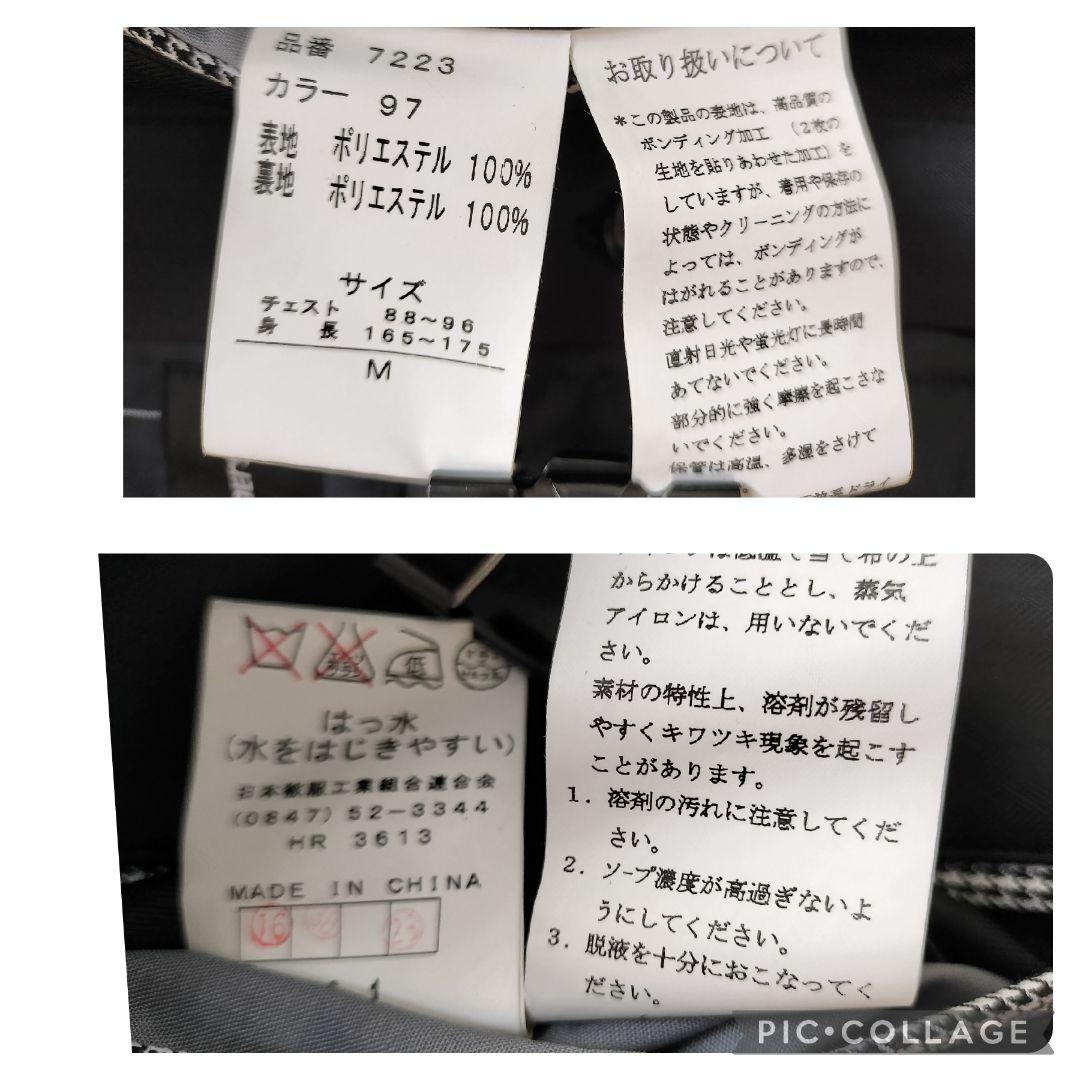 品番 7223
カラー 97
表地 ポリエステル 100%
裏地 ポリエステル 100%
サイズ
チェスト 88~96
身長 165~175
M
お取り扱いについて
*この製品の表地は、高品質の
ボンディング加工 (2枚の
生地を貼りあわせた加工)を
していますが、着用や保存の
状態やクリーニングの方法に
よっては、ボンディングが
はがれることがありますので、
注意してください。
直射日光や蛍光灯に長時間
あてないでください。
部分的に強く摩擦を起こさな
いでください。
保管は高温、多湿をさけて
低
はっ水
(水をはじきやすい)
日本被服工業組合連合会
(0847) 52-3344
HR 3613
MADE IN CHINA
16 23
1
からかけることとし、蒸気
アイロンは、用いないでくだ
さい。
素材の特性上、溶剤が残留し
やすくキワツキ現象を起こす
ことがあります。
1. 溶剤の汚れに注意してくだ
さい。
2. ソープ濃度が高過ぎないよ
うにしてください。
3. 脱液を十分におこなってく
ださい。
PIC•COLLAGE